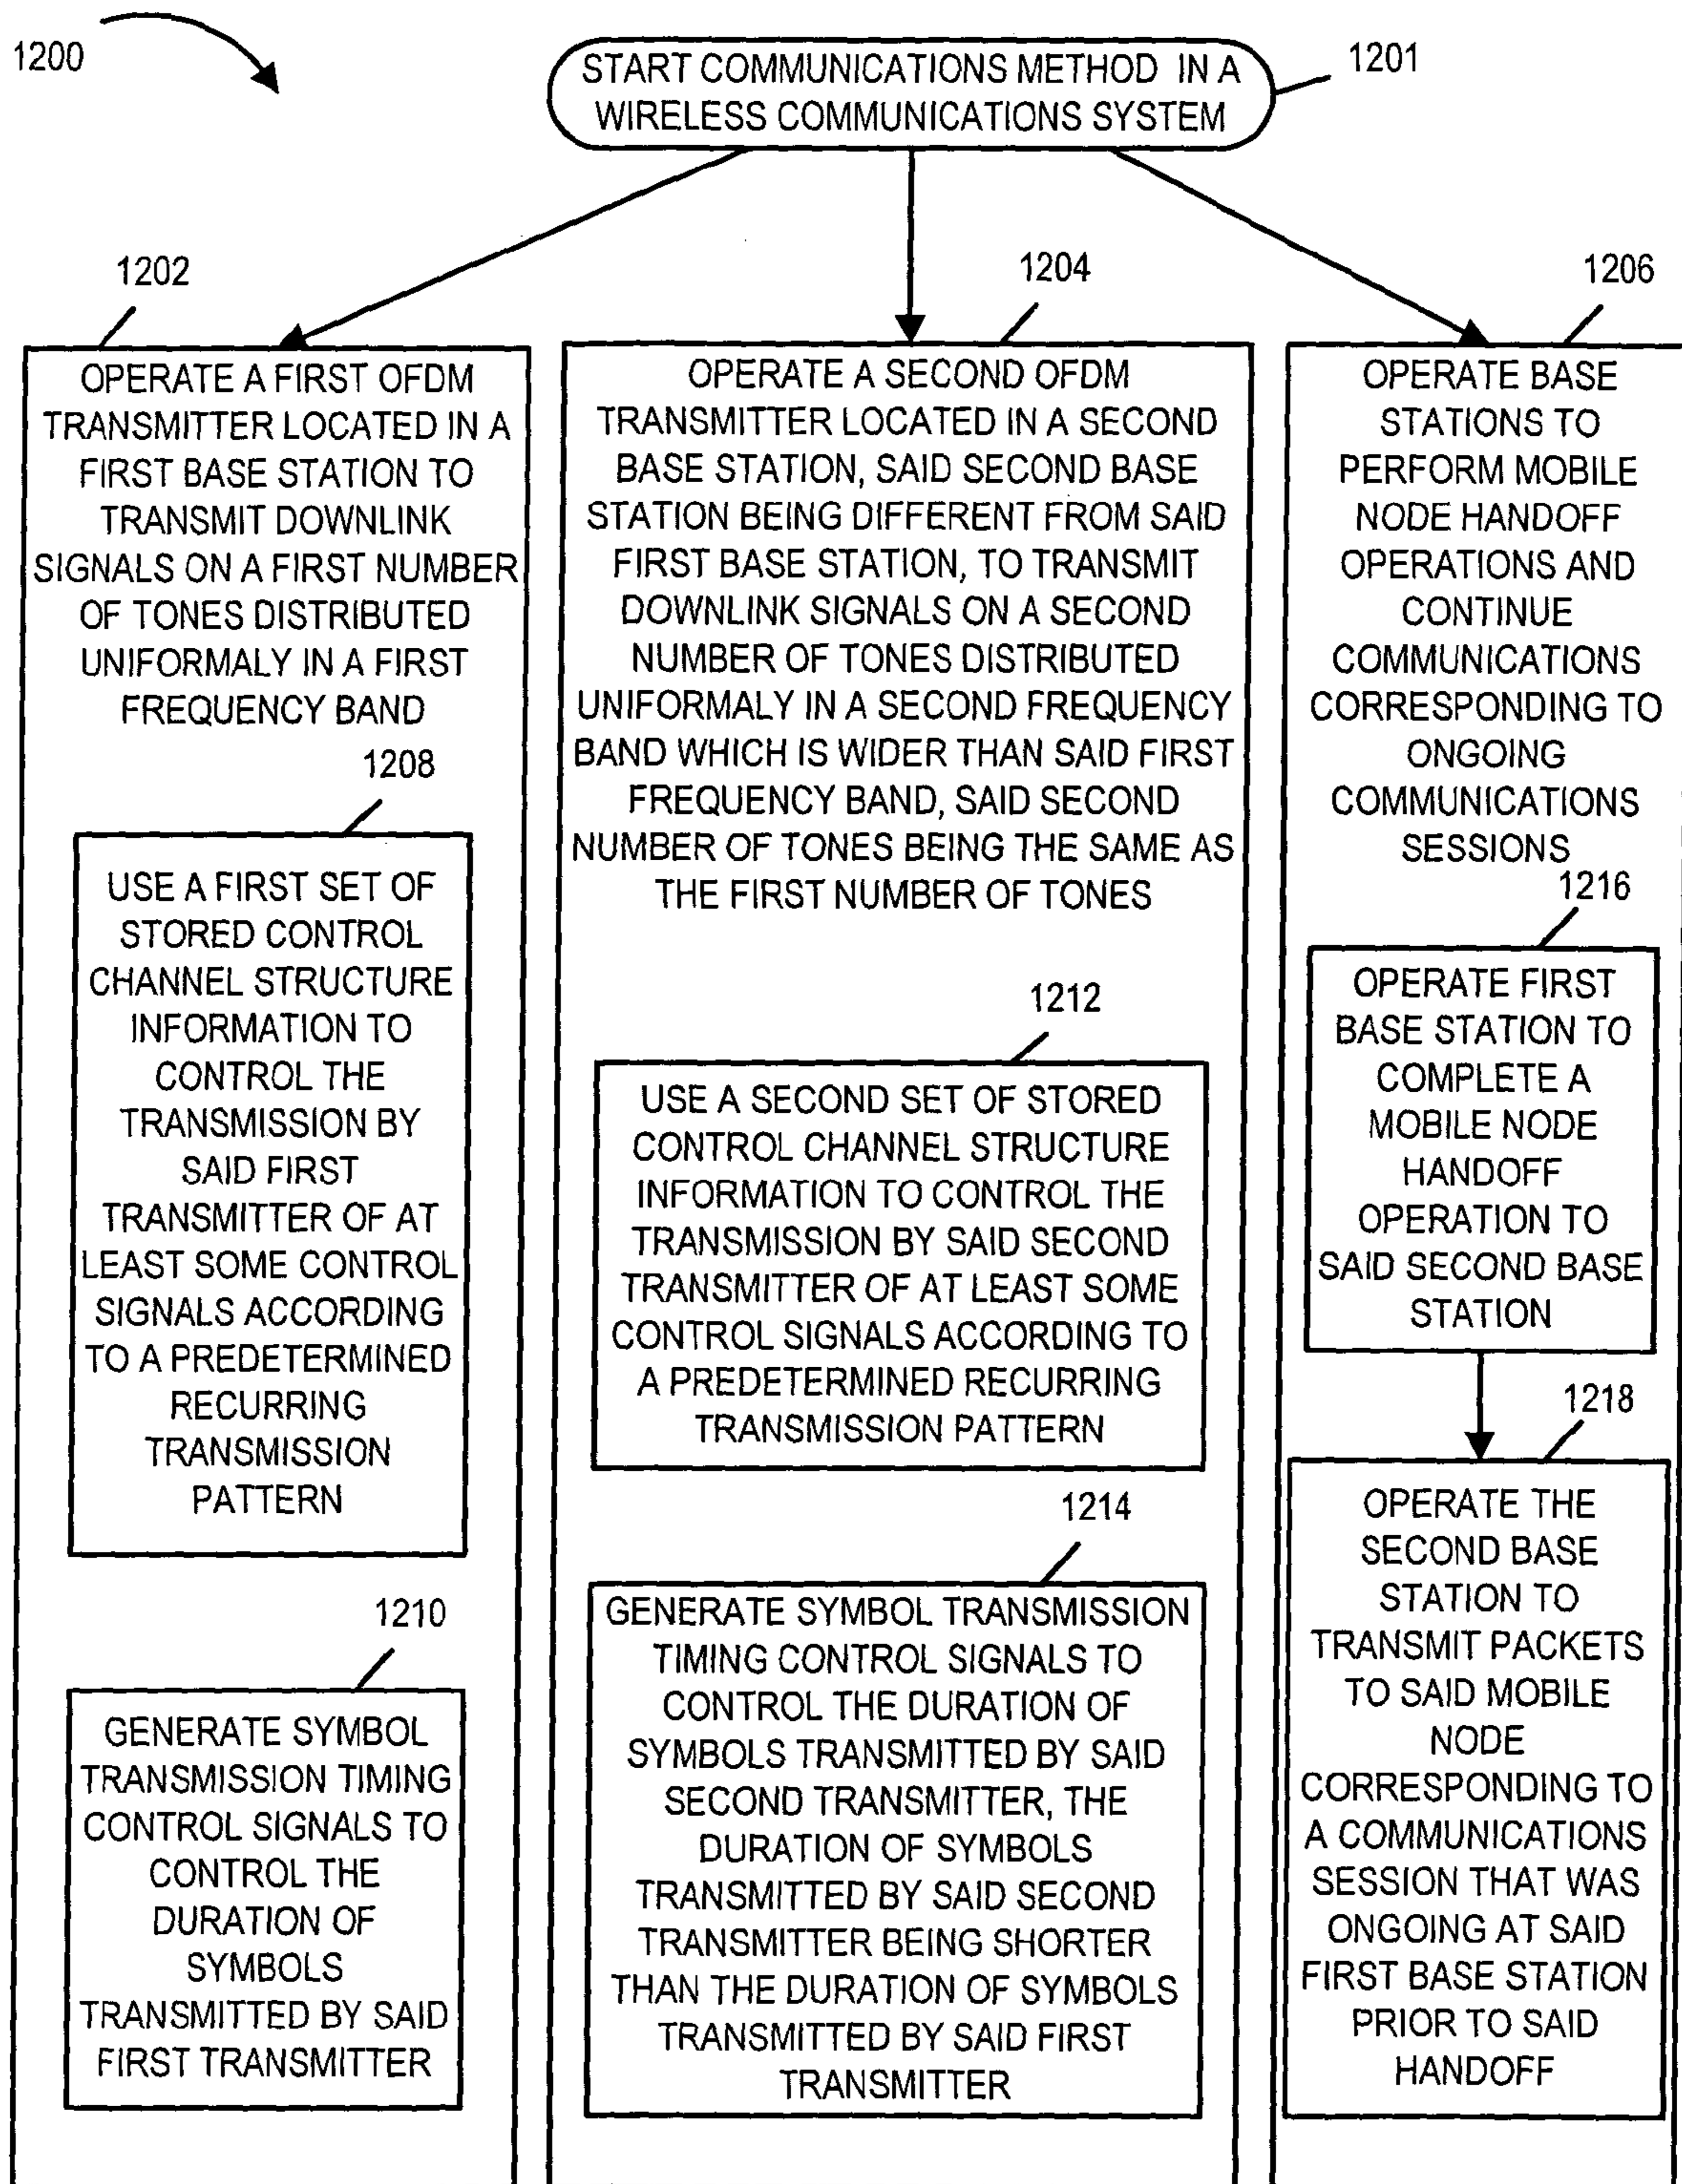 1200
START COMMUNICATIONS METHOD IN A
WIRELESS COMMUNICATIONS SYSTEM
1201
1202
OPERATE A FIRST OFDM
TRANSMITTER LOCATED IN A
FIRST BASE STATION TO
TRANSMIT DOWNLINK
SIGNALS ON A FIRST NUMBER
OF TONES DISTRIBUTED
UNIFORMALY IN A FIRST
FREQUENCY BAND
1208
USE A FIRST SET OF
STORED CONTROL
CHANNEL STRUCTURE
INFORMATION TO
CONTROL THE
TRANSMISSION BY
SAID FIRST
TRANSMITTER OF AT
LEAST SOME CONTROL
SIGNALS ACCORDING
TO A PREDETERMINED
RECURRING
TRANSMISSION
PATTERN
1210
GENERATE SYMBOL
TRANSMISSION TIMING
CONTROL SIGNALS TO
CONTROL THE
DURATION OF
SYMBOLS
TRANSMITTED BY SAID
FIRST TRANSMITTER
1204
OPERATE A SECOND OFDM
TRANSMITTER LOCATED IN A SECOND
BASE STATION, SAID SECOND BASE
STATION BEING DIFFERENT FROM SAID
FIRST BASE STATION, TO TRANSMIT
DOWNLINK SIGNALS ON A SECOND
NUMBER OF TONES DISTRIBUTED
UNIFORMALY IN A SECOND FREQUENCY
BAND WHICH IS WIDER THAN SAID FIRST
FREQUENCY BAND, SAID SECOND
NUMBER OF TONES BEING THE SAME AS
THE FIRST NUMBER OF TONES
1212
USE A SECOND SET OF STORED
CONTROL CHANNEL STRUCTURE
INFORMATION TO CONTROL THE
TRANSMISSION BY SAID SECOND
TRANSMITTER OF AT LEAST SOME
CONTROL SIGNALS ACCORDING TO
A PREDETERMINED RECURRING
TRANSMISSION PATTERN
1214
GENERATE SYMBOL TRANSMISSION
TIMING CONTROL SIGNALS TO
CONTROL THE DURATION OF
SYMBOLS TRANSMITTED BY SAID
SECOND TRANSMITTER, THE
DURATION OF SYMBOLS
TRANSMITTED BY SAID SECOND
TRANSMITTER BEING SHORTER
THAN THE DURATION OF SYMBOLS
TRANSMITTED BY SAID FIRST
TRANSMITTER
1206
OPERATE BASE
STATIONS TO
PERFORM MOBILE
NODE HANDOFF
OPERATIONS AND
CONTINUE
COMMUNICATIONS
CORRESPONDING TO
ONGOING
COMMUNICATIONS
SESSIONS
1216
OPERATE FIRST
BASE STATION TO
COMPLETE A
MOBILE NODE
HANDOFF
OPERATION TO
SAID SECOND BASE
STATION
1218
OPERATE THE
SECOND BASE
STATION TO
TRANSMIT PACKETS
TO SAID MOBILE
NODE
CORRESPONDING TO
A COMMUNICATIONS
SESSION THAT WAS
ONGOING AT SAID
FIRST BASE STATION
PRIOR TO SAID
HANDOFF